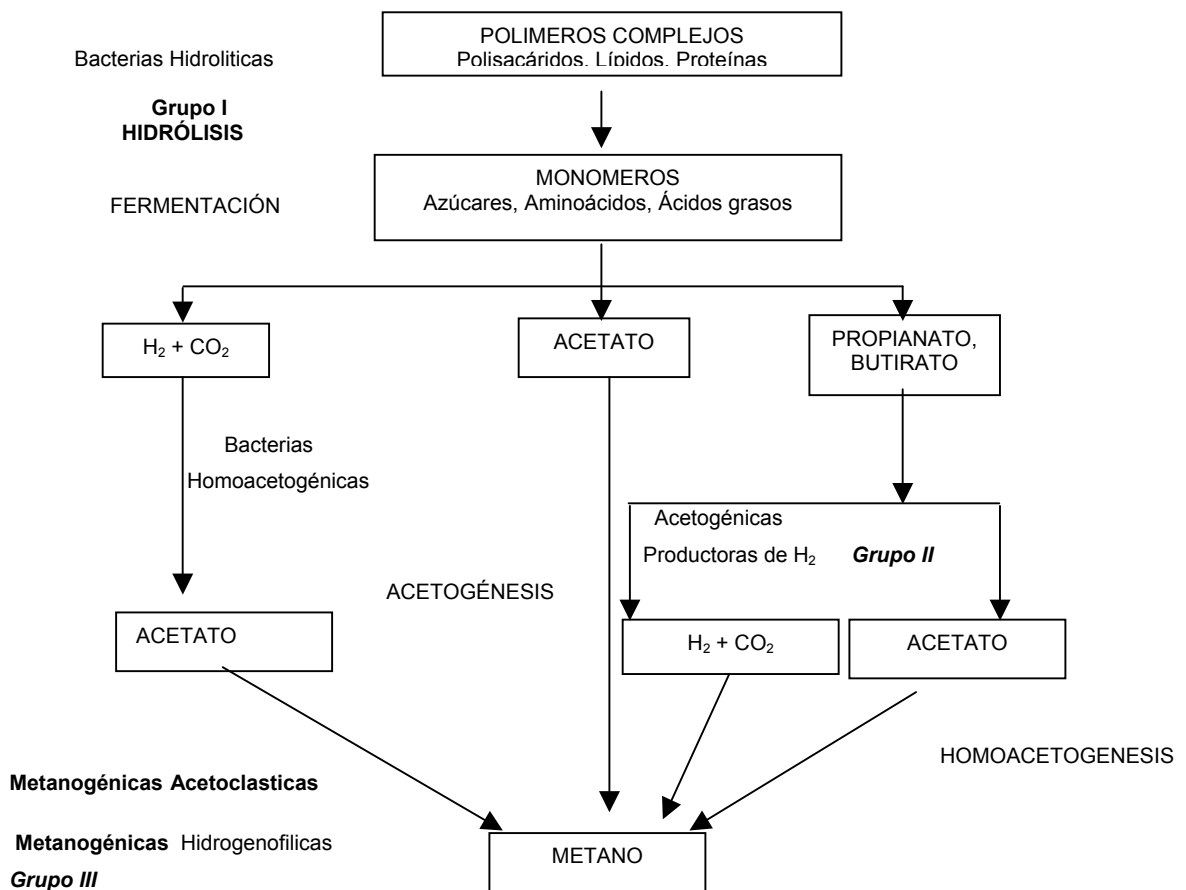 POLIMEROS COMPLEJOS
Polisacáridos, Lípidos, Proteínas
Bacterias Hidroliticas
Grupo I
HIDRÓLISIS
MONOMEROS
Azúcares, Aminoácidos, Ácidos grasos
FERMENTACIÓN
H₂ + CO₂
ACETATO
PROPIANATO,
BUTIRATO
Bacterias
Homoacetogénicas
Acetogénicas
Productoras de H₂ Grupo II
ACETOGÉNESIS
ACETATO
H₂ + CO₂
ACETATO
HOMOACETOGENESIS
Metanogénicas Acetoclasticas
Metanogénicas Hidrogenofilicas
Grupo III
METANO